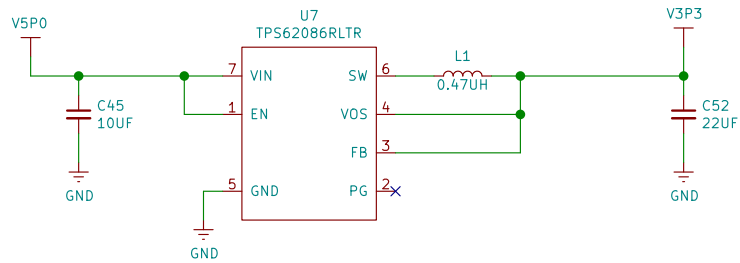 U7
TPS62086RLTR
V5P0
V3P3
7 VIN SW 6
L1
0.47UH
C45
10UF
1 EN VOS 4
C52
22UF
FB 3
5 GND PG 2
GND
GND
GND